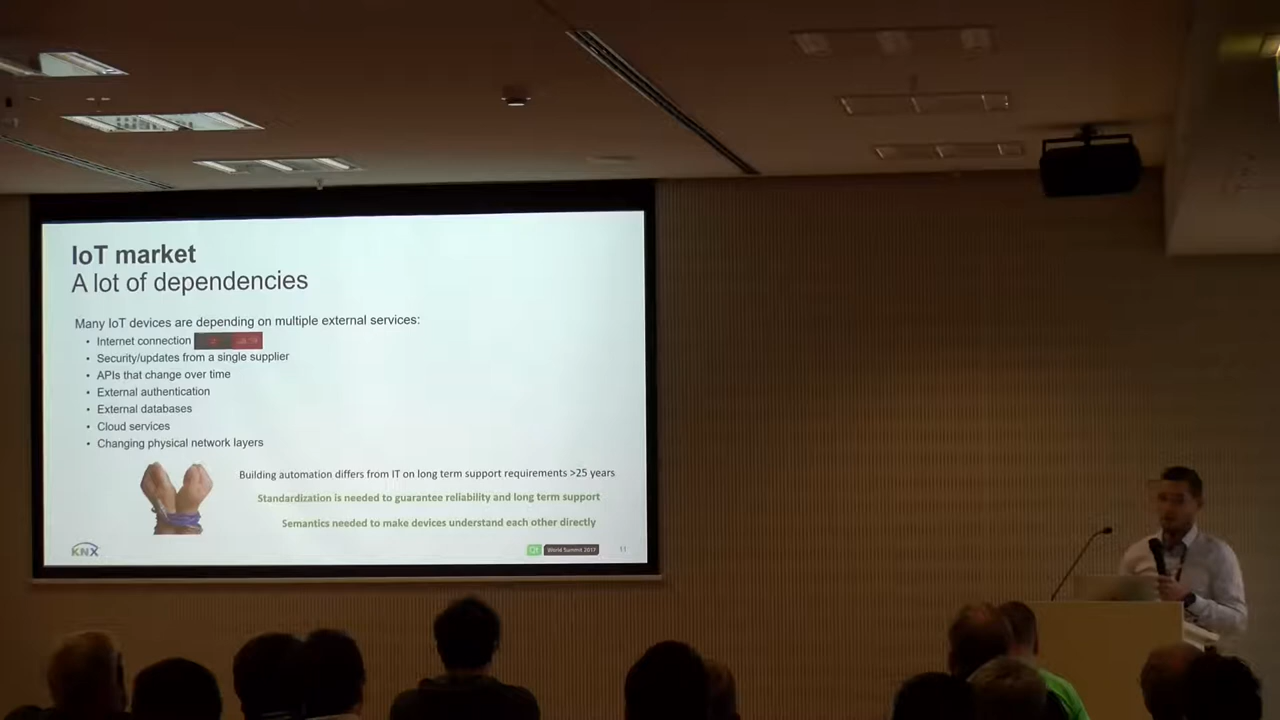 IoT market
A lot of dependencies
Many IoT devices are depending on multiple external services:
• Internet connection
• Security/updates from a single supplier
• APIs that change over time
• External authentication
• External databases
• Cloud services
• Changing physical network layers
Building automation differs from IT on long term support requirements >25 years
Standardization is needed to guarantee reliability and long term support
Semantics needed to make devices understand each other directly
KNX
Qt World Summit 2017
11